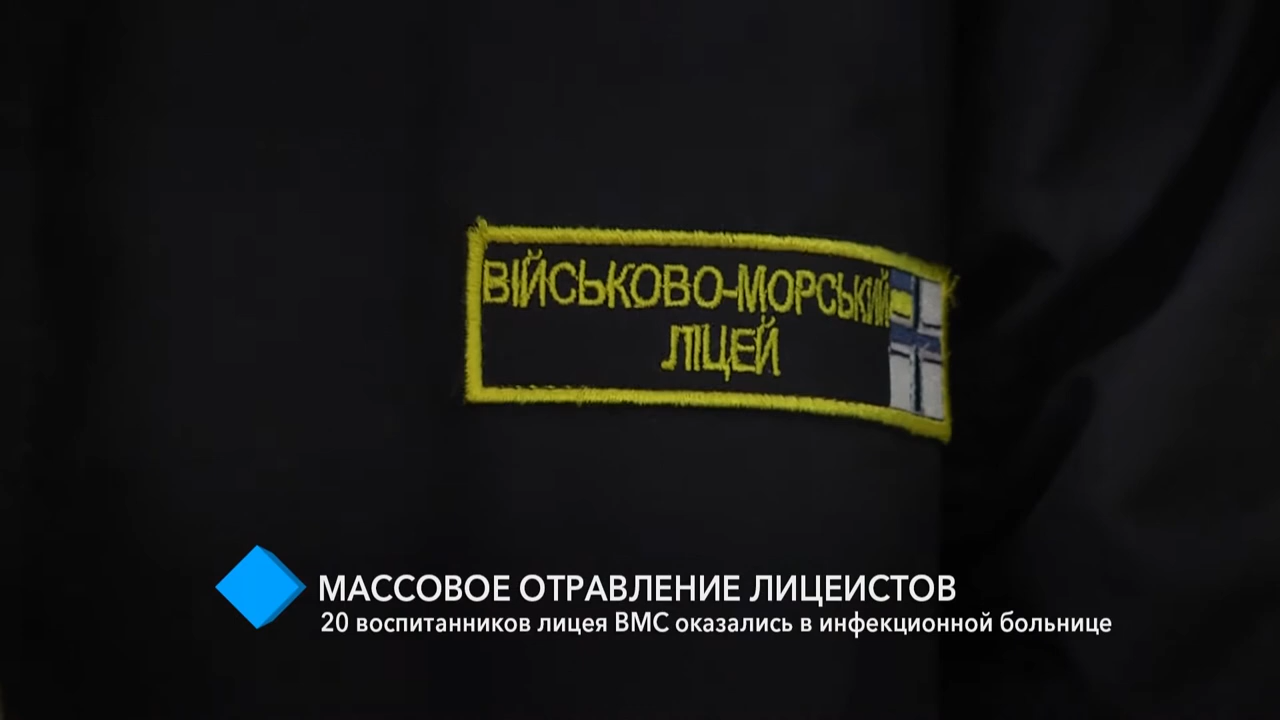 ВІЙСЬКОВО-МОРСЬКИЙ
ЛІЦЕЙ
МАССОВОЕ ОТРАВЛЕНИЕ ЛИЦЕИСТОВ
20 воспитанников лицея ВМС оказались в инфекционной больнице